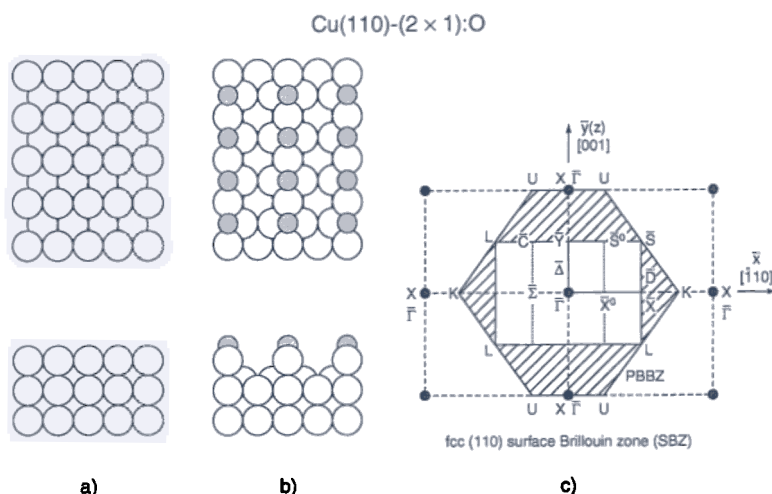 Cu(110)-(2 × 1):O
ȳ(z)
[001]
U X Γ̄ U
L C̄ Ȳ S̄⁰ S̄
Δ̄ D̄
x̄
[1̄10]
X K Σ̄ Γ̄ X̄⁰ X̄ K X
Γ̄ Γ̄
L L
PBBZ
U X Γ̄ U
fcc (110) surface Brillouin zone (SBZ)
a) b) c)